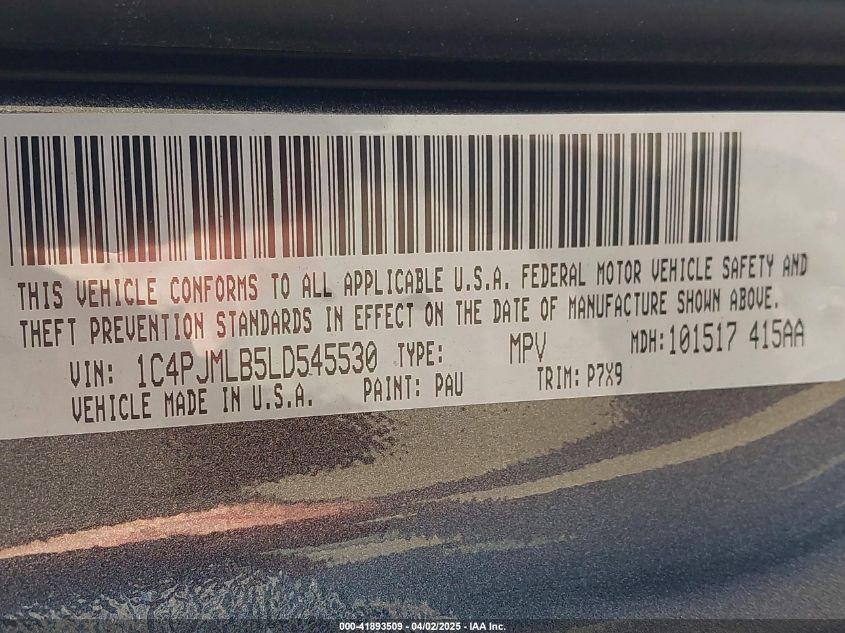 THIS VEHICLE CONFORMS TO ALL APPLICABLE U.S.A. FEDERAL MOTOR VEHICLE SAFETY AND
THEFT PREVENTION STANDARDS IN EFFECT ON THE DATE OF MANUFACTURE SHOWN ABOVE.
VIN: 1C4PJMLB5LD545530 TYPE: MPV MDH: 101517 415AA
VEHICLE MADE IN U.S.A. PAINT: PAU TRIM: P7X9
000-41893509 - 04/02/2025 - IAA Inc.